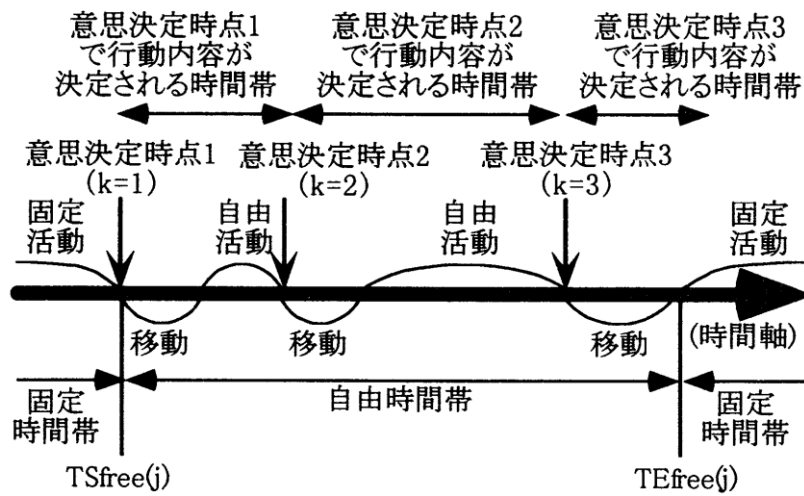 意思決定時点1
で行動内容が
決定される時間帯
意思決定時点2
で行動内容が
決定される時間帯
意思決定時点3
で行動内容が
決定される時間帯
意思決定時点1
(k=1)
意思決定時点2
(k=2)
意思決定時点3
(k=3)
固定
活動
自由
活動
自由
活動
固定
活動
移動
移動
移動
(時間軸)
固定
時間帯
自由時間帯
固定
時間帯
TSfree(j)
TEfree(j)